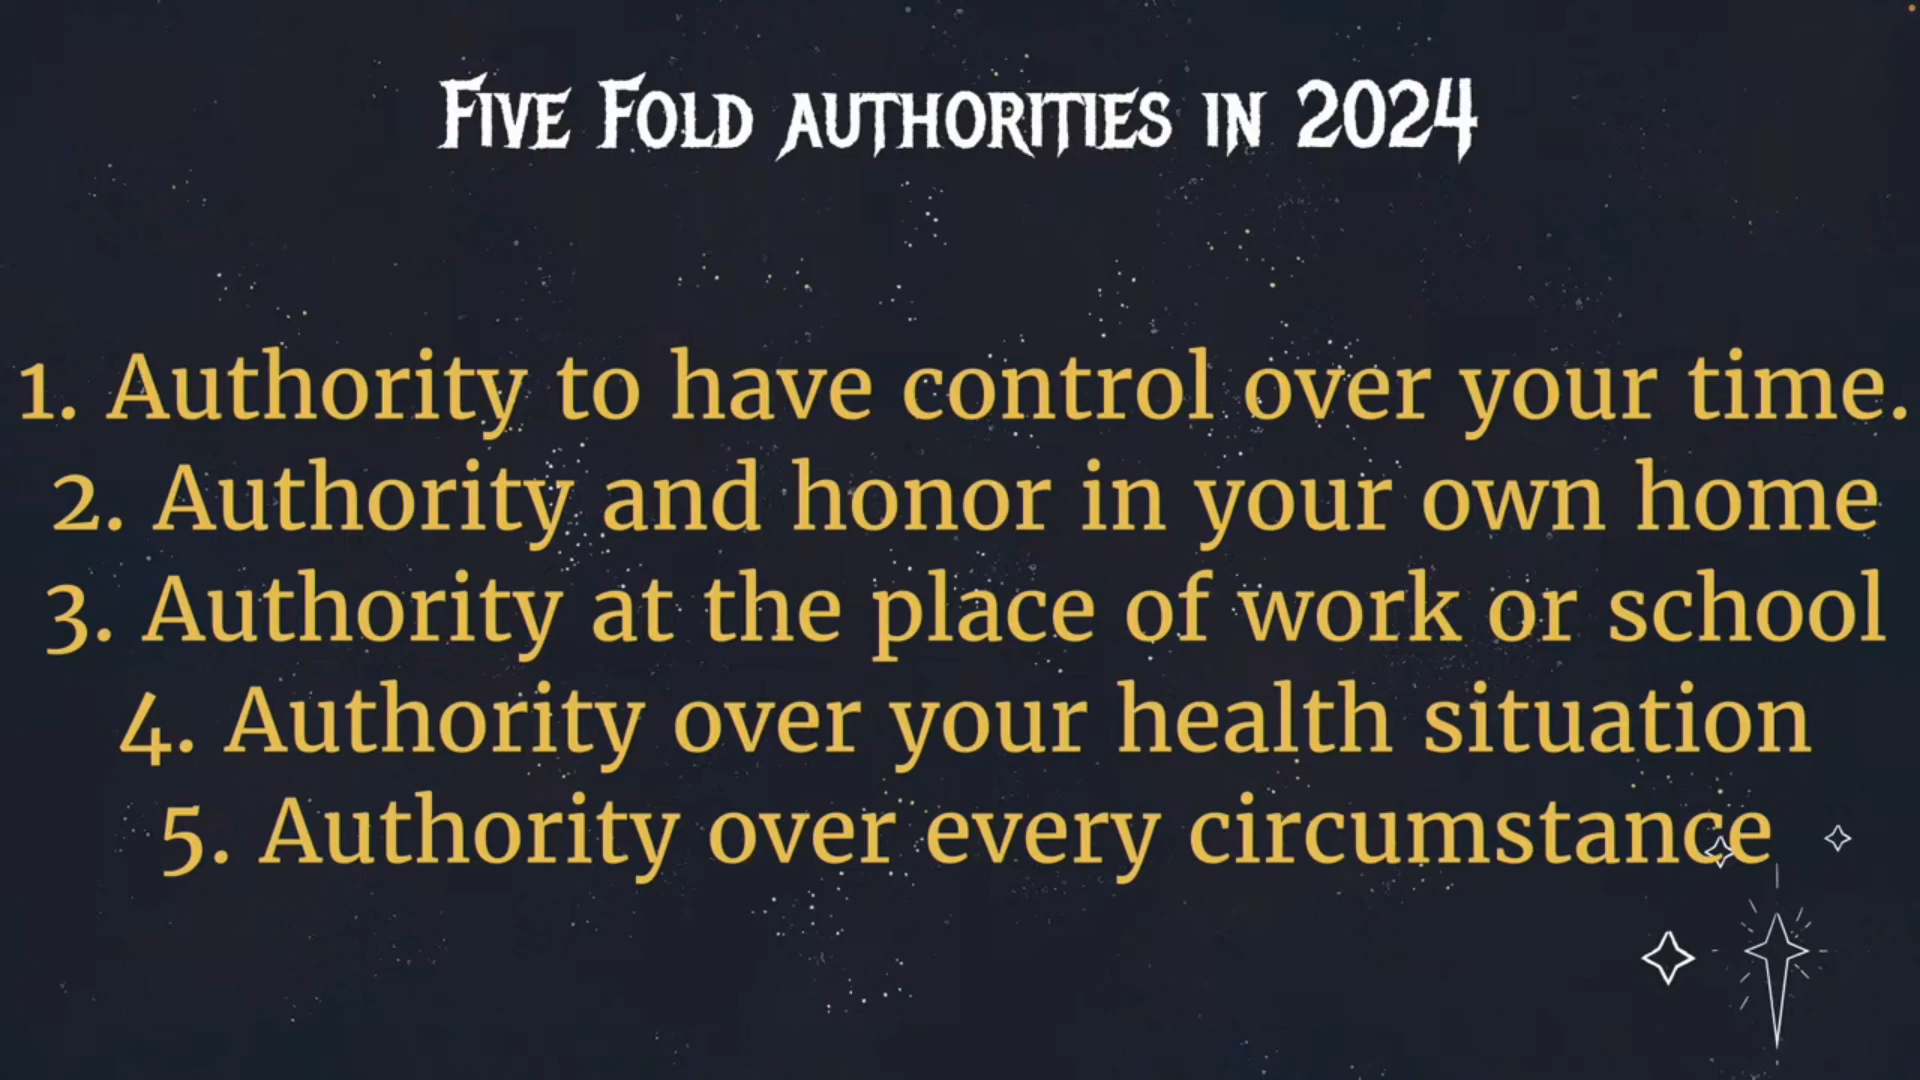 Five Fold authorities in 2024
1. Authority to have control over your time.
2. Authority and honor in your own home
3. Authority at the place of work or school
4. Authority over your health situation
5. Authority over every circumstance